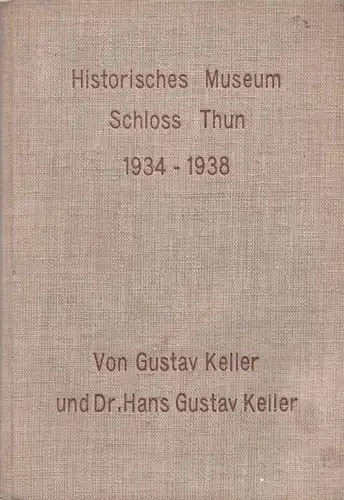 Historisches Museum
Schloss Thun
1934 - 1938
Von Gustav Keller
und Dr. Hans Gustav Keller